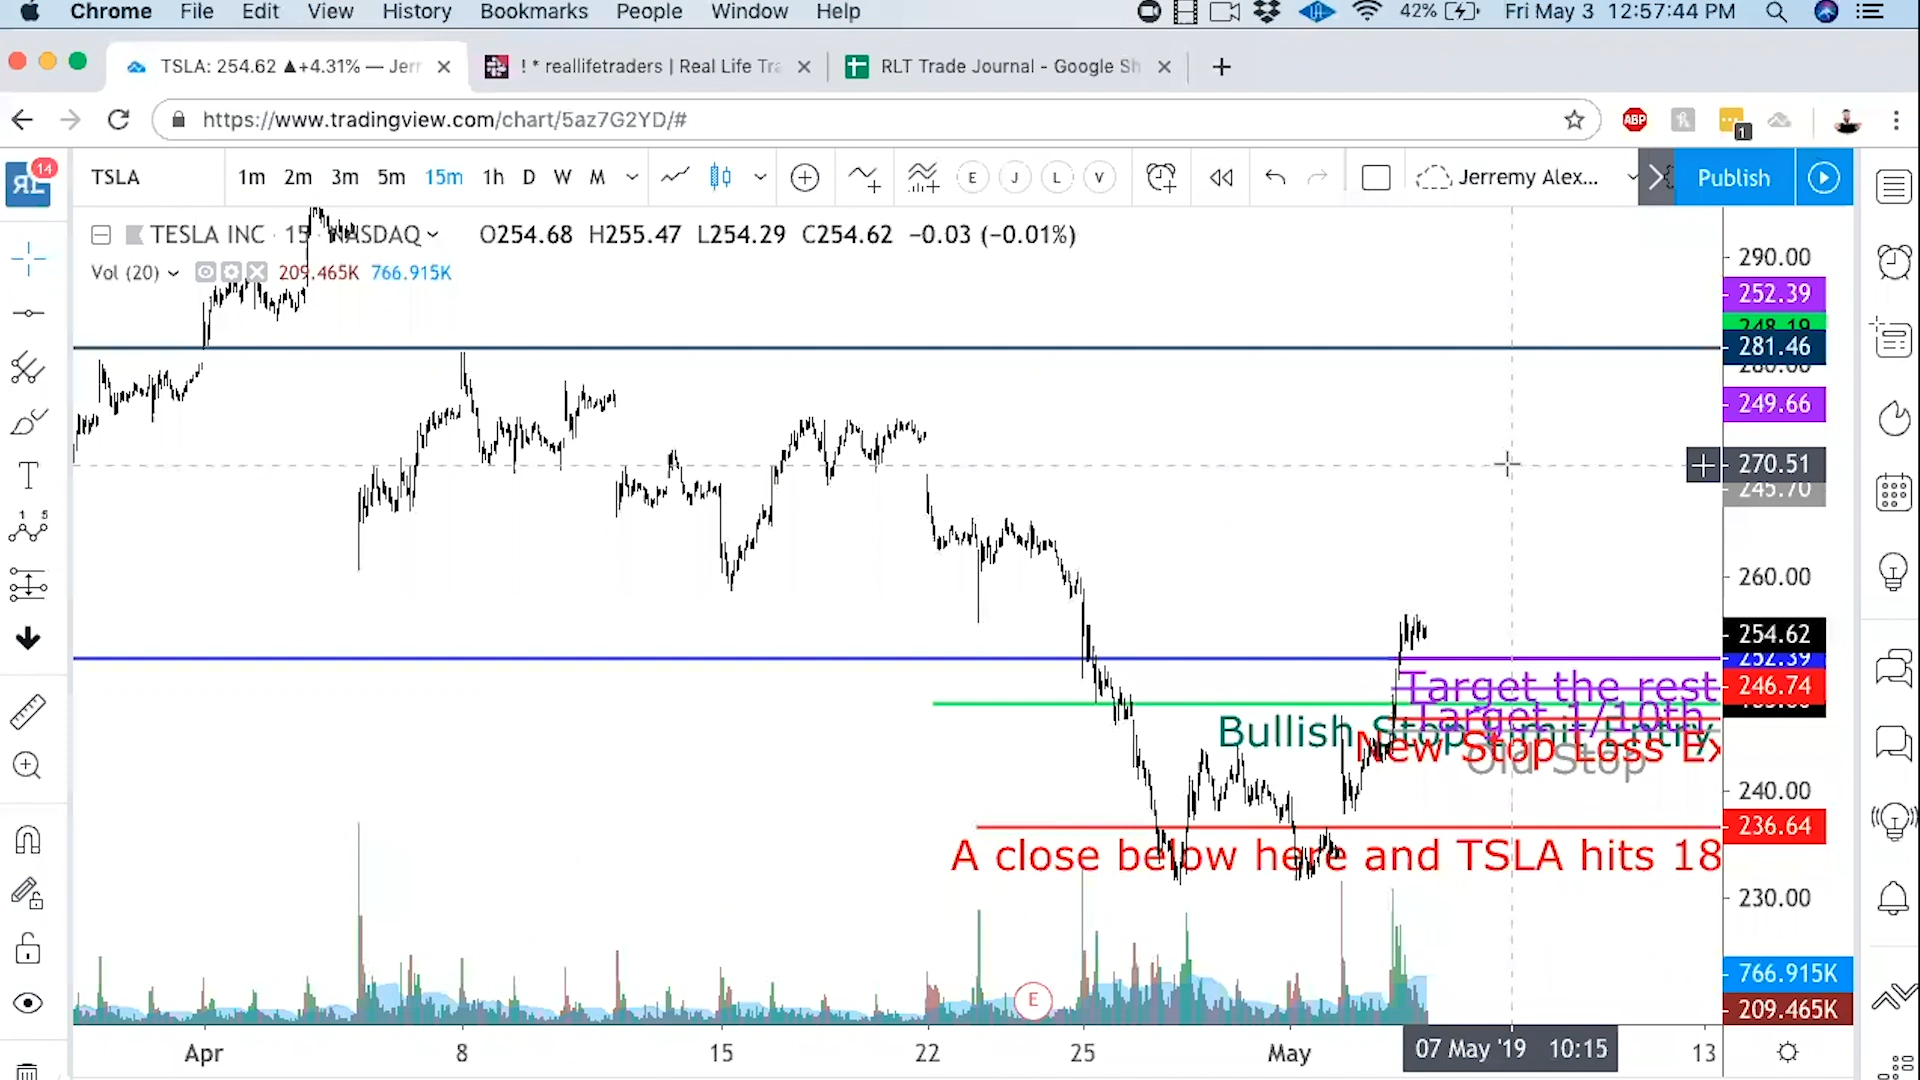 Chrome File Edit View History Bookmarks People Window Help 42% Fri May 3 12:57:44 PM
TSLA: 254.62 ▲+4.31% — Jerr ! * reallifetraders | Real Life Tra RLT Trade Journal - Google Sh
https://www.tradingview.com/chart/5az7G2YD/#
ABP 1
14 TSLA 1m 2m 3m 5m 15m 1h D W M E J L V Jerremy Alex... Publish
TESLA INC · 15 · NASDAQ O254.68 H255.47 L254.29 C254.62 −0.03 (−0.01%)
Vol (20) 209.465K 766.915K
290.00
252.39
248.19
281.46
280.00
249.66
270.51
245.70
260.00
254.62
252.39
246.74
Target the rest
Target 1/10th
Bullish Stop Limit Entry
New Stop Loss Ex
Old Stop
240.00
236.64
A close below here and TSLA hits 18
230.00
766.915K
E
209.465K
Apr 8 15 22 25 May 07 May '19 10:15 13